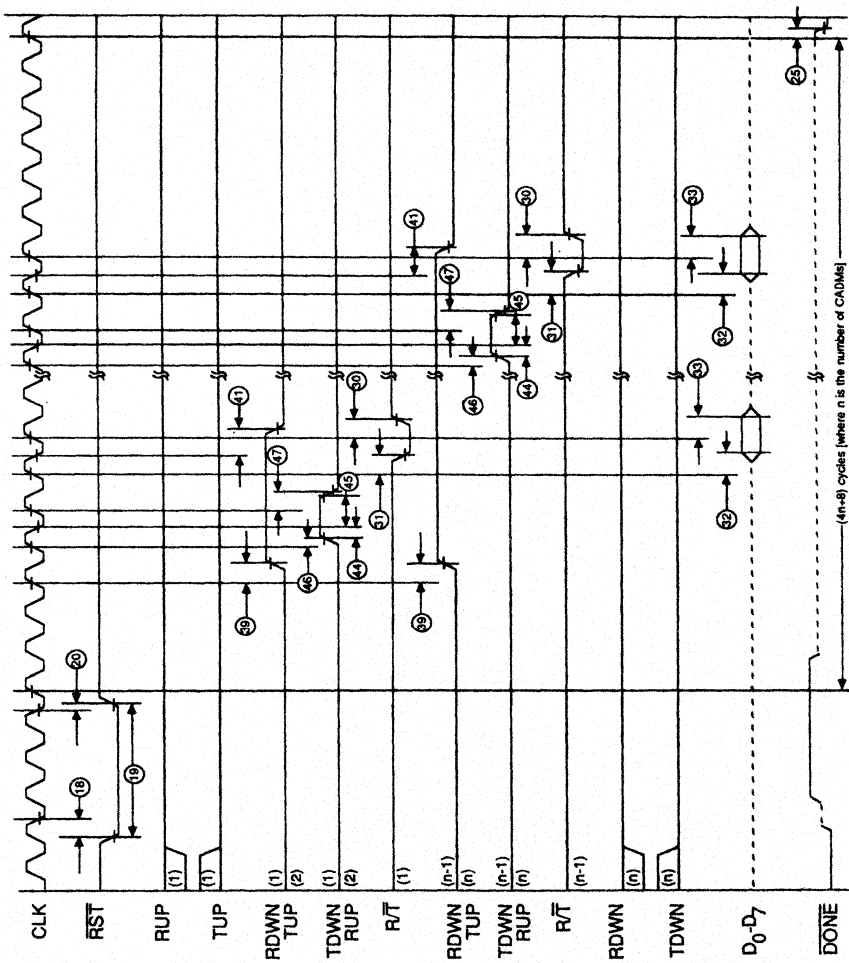 CLK
RST
RUP (1)
TUP (1)
RDWN (1)
TUP (2)
TDWN (1)
RUP (2)
R/T (1)
RDWN (n-1)
TUP (n)
TDWN (n-1)
RUP (n)
R/T (n-1)
RDWN (n)
TDWN (n)
D0-D7
DONE
18
19
20
39
41
46
47
44
45
31
30
39
32
33
41
46
47
44
45
31
30
32
33
25
(4n+8) cycles [where n is the number of CADMs]